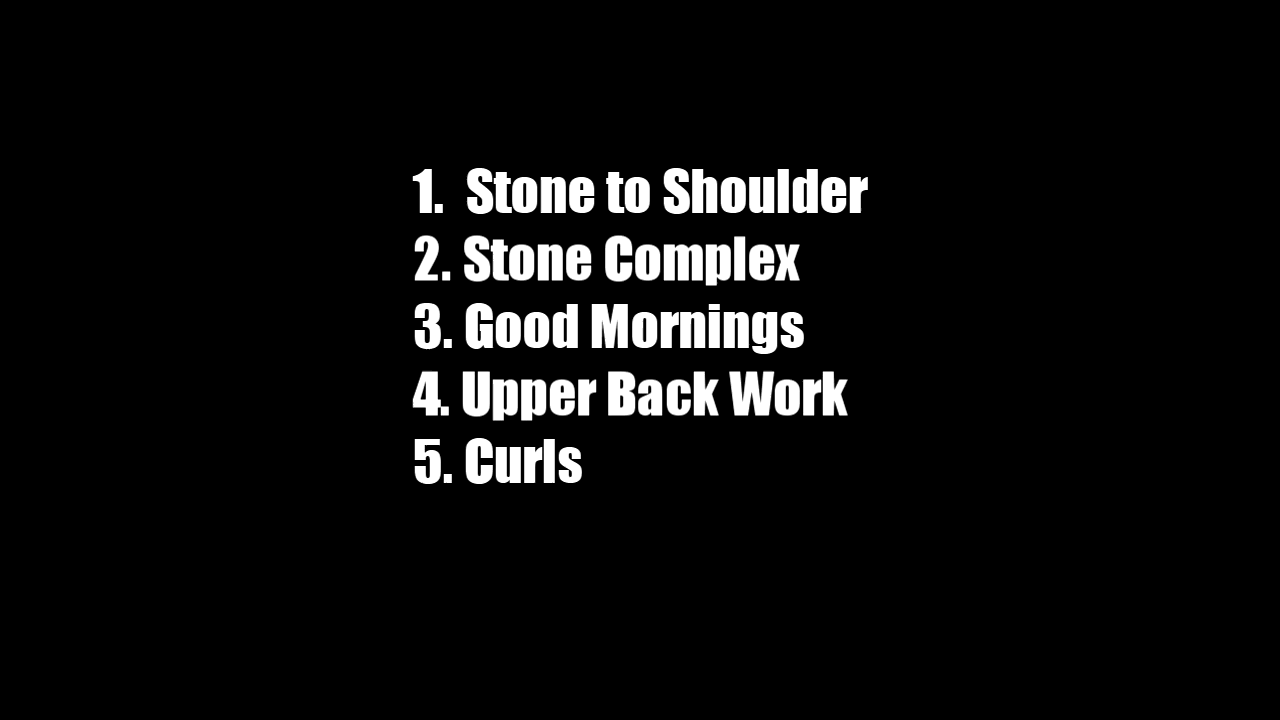 1.  Stone to Shoulder
2. Stone Complex
3. Good Mornings
4. Upper Back Work
5. Curls